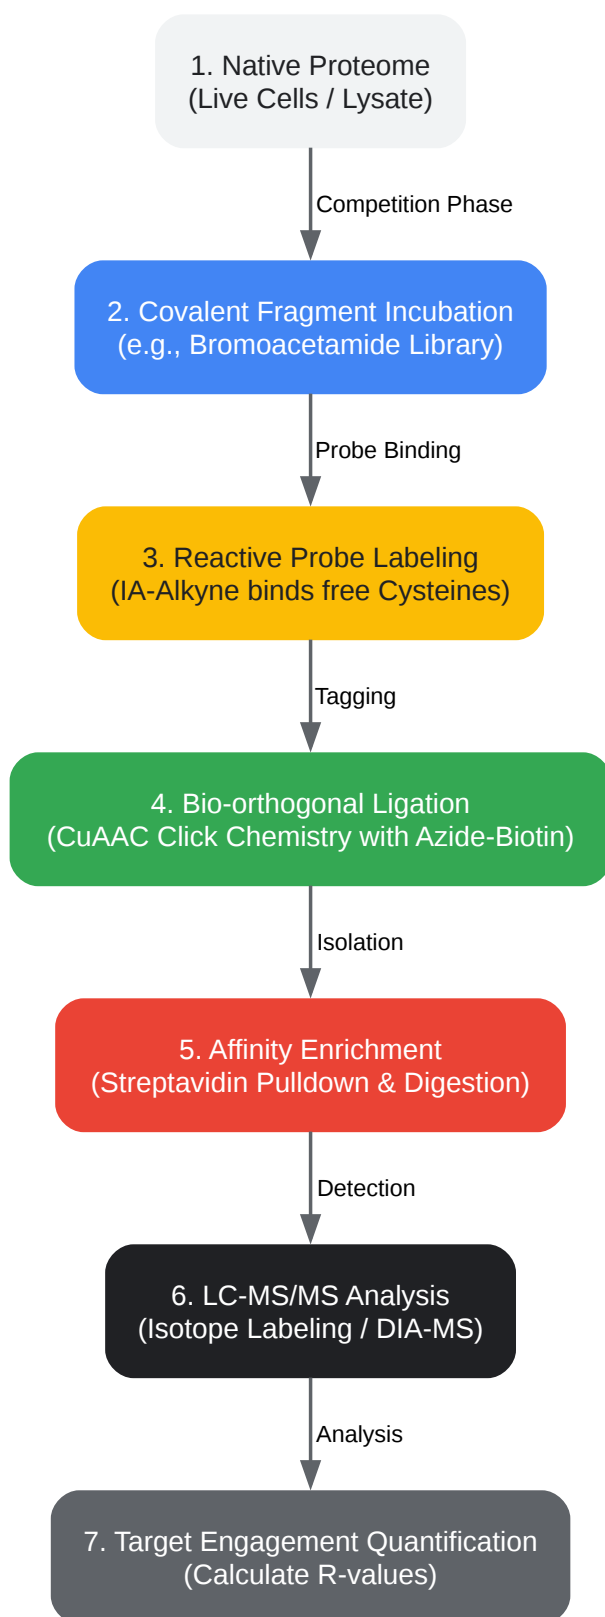 1. Native Proteome
(Live Cells / Lysate)
Competition Phase
2. Covalent Fragment Incubation
(e.g., Bromoacetamide Library)
Probe Binding
3. Reactive Probe Labeling
(IA-Alkyne binds free Cysteines)
Tagging
4. Bio-orthogonal Ligation
(CuAAC Click Chemistry with Azide-Biotin)
Isolation
5. Affinity Enrichment
(Streptavidin Pulldown & Digestion)
Detection
6. LC-MS/MS Analysis
(Isotope Labeling / DIA-MS)
Analysis
7. Target Engagement Quantification
(Calculate R-values)